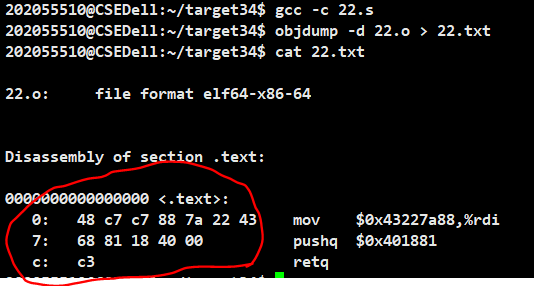 202055510@CSEDell:~/target34$ gcc -c 22.s
202055510@CSEDell:~/target34$ objdump -d 22.o > 22.txt
202055510@CSEDell:~/target34$ cat 22.txt
22.o:     file format elf64-x86-64
Disassembly of section .text:
0000000000000000 <.text>:
   0:   48 c7 c7 88 7a 22 43    mov    $0x43227a88,%rdi
   7:   68 81 18 40 00          pushq  $0x401881
   c:   c3                      retq